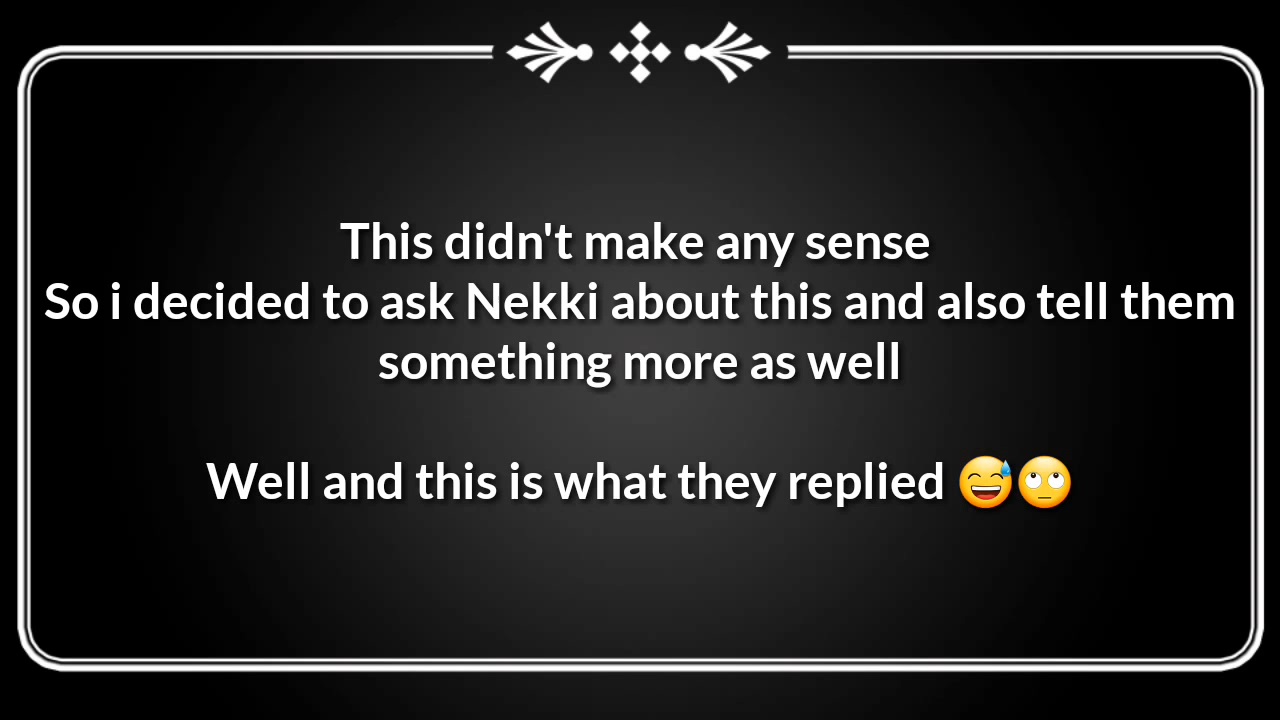 This didn't make any sense
So i decided to ask Nekki about this and also tell them
something more as well
Well and this is what they replied 😅🙄